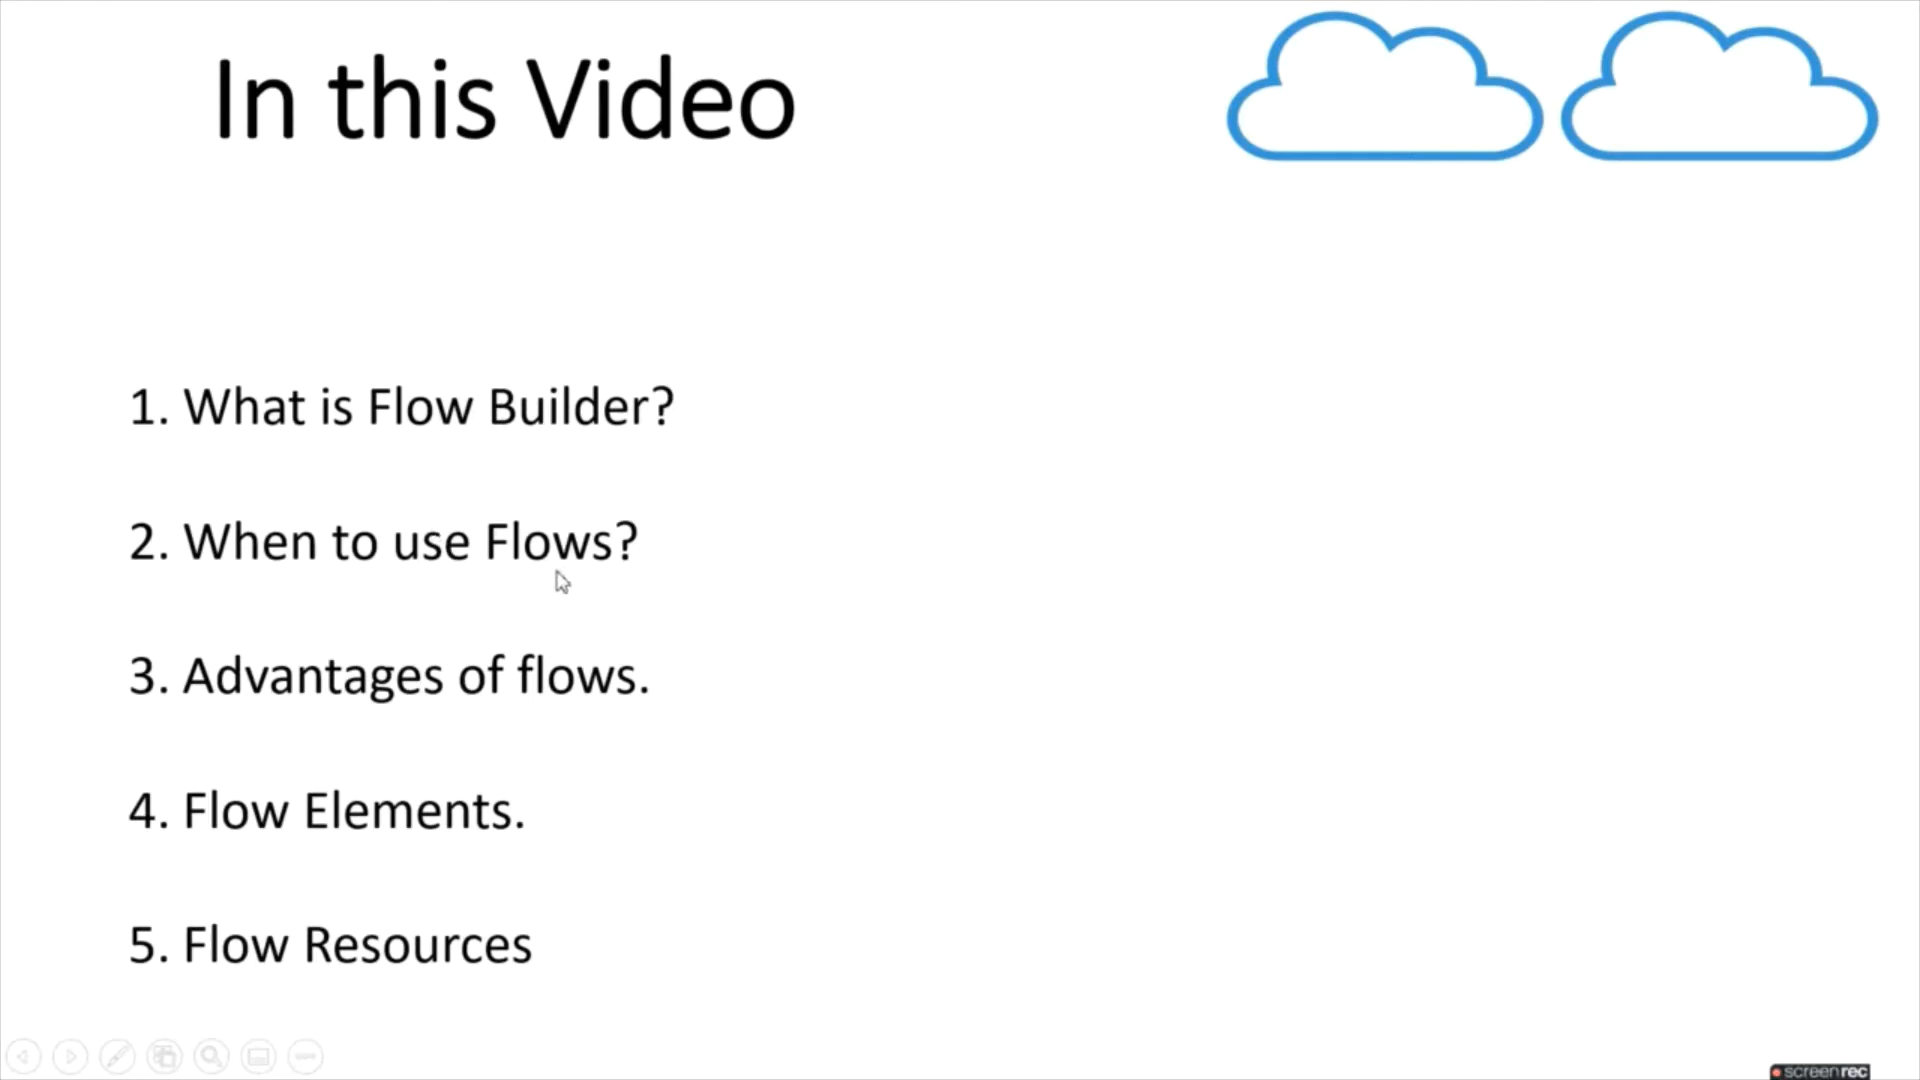 In this Video
1. What is Flow Builder?
2. When to use Flows?
3. Advantages of flows.
4. Flow Elements.
5. Flow Resources
screenrec